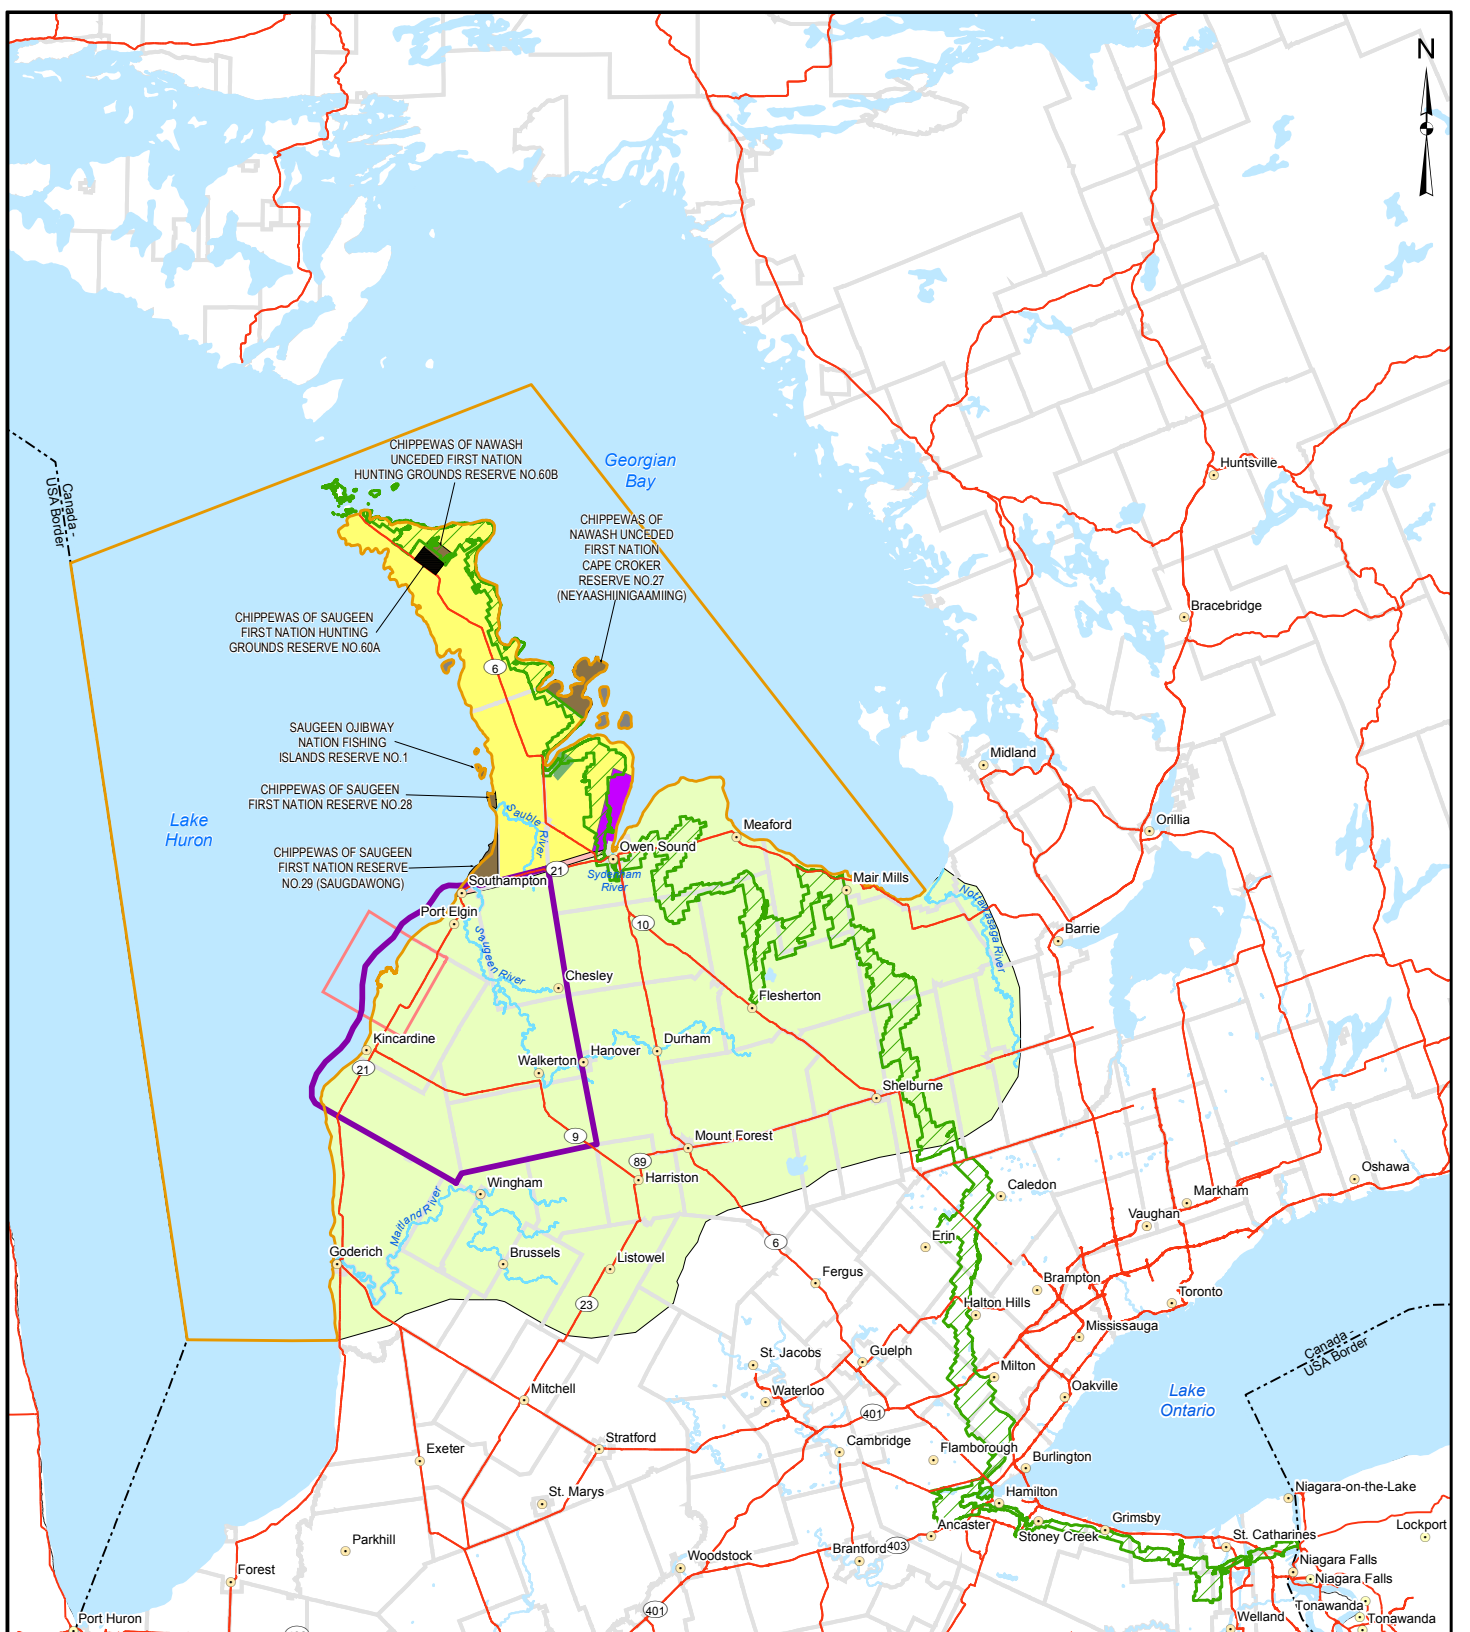 N
CHIPPEWAS OF NAWASH
UNCEDED FIRST NATION
HUNTING GROUNDS RESERVE NO.60B
Georgian
Bay
Canada -
USA Border
Huntsville
CHIPPEWAS OF
NAWASH UNCEDED
FIRST NATION
CAPE CROKER
RESERVE NO.27
(NEYAASHIINIGAAMIING)
Bracebridge
CHIPPEWAS OF SAUGEEN
FIRST NATION HUNTING
GROUNDS RESERVE NO.60A
6
SAUGEEN OJIBWAY
NATION FISHING
ISLANDS RESERVE NO.1
Midland
CHIPPEWAS OF SAUGEEN
FIRST NATION RESERVE NO.28
Lake
Huron
Sauble River
Meaford
Orillia
CHIPPEWAS OF SAUGEEN
FIRST NATION RESERVE
NO.29 (SAUGDAWONG)
Owen Sound
21
Sydenham
River
Southampton
Mair Mills
Nottawasaga River
Port Elgin
10
Barrie
Saugeen River
Chesley
Flesherton
Kincardine
21
Walkerton
Hanover
Durham
Shelburne
9
Mount Forest
89
Harriston
Wingham
Maitland River
Caledon
Oshawa
Markham
Vaughan
Erin
6
Goderich
Brussels
Listowel
Fergus
Brampton
Toronto
23
Halton Hills
Mississauga
Canada -
USA Border
St. Jacobs
Guelph
Milton
Oakville
Lake
Ontario
Mitchell
Waterloo
401
Stratford
Cambridge
Flamborough
Exeter
Burlington
St. Marys
Hamilton
Niagara-on-the-Lake
Ancaster
Stoney Creek
Grimsby
Lockport
Parkhill
Brantford
403
St. Catharines
Woodstock
Niagara Falls
Niagara Falls
Forest
401
Tonawanda
Tonawanda
Port Huron
Welland